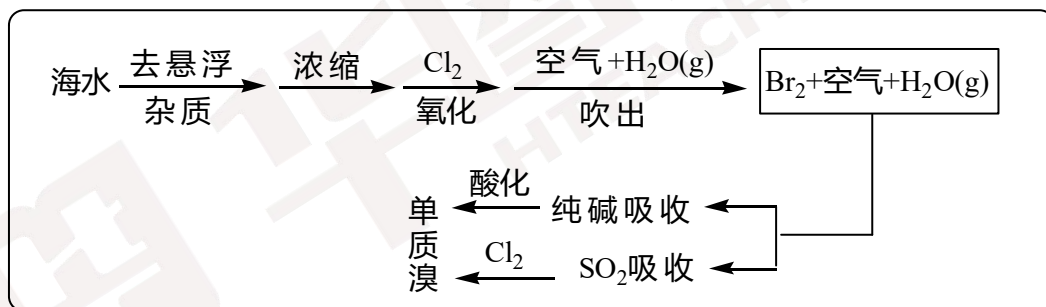 海水 去悬浮杂质 浓缩 Cl₂ 氧化 空气+H₂O(g) 吹出 Br₂+空气+H₂O(g)
单质溴 酸化 纯碱吸收
Cl₂ SO₂吸收